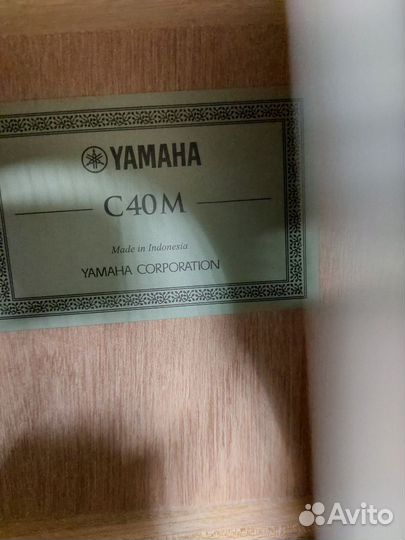 YAMAHA
C40M
Made in Indonesia
YAMAHA CORPORATION
Avito